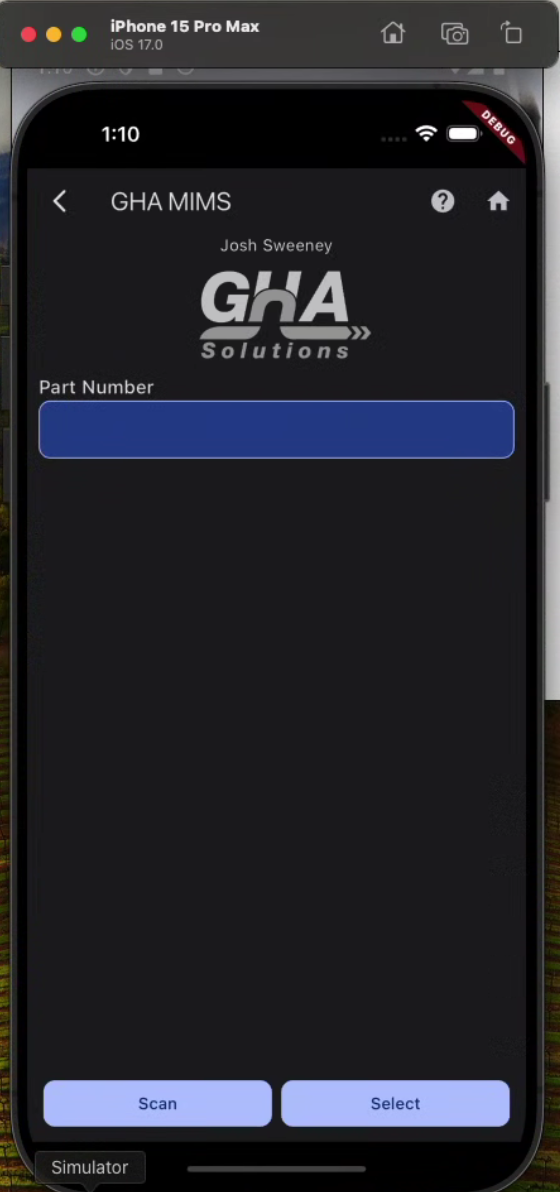 iPhone 15 Pro Max
iOS 17.0
1:10
DEBUG
GHA MIMS
Josh Sweeney
GHA
Solutions
Part Number
Scan
Select
Simulator